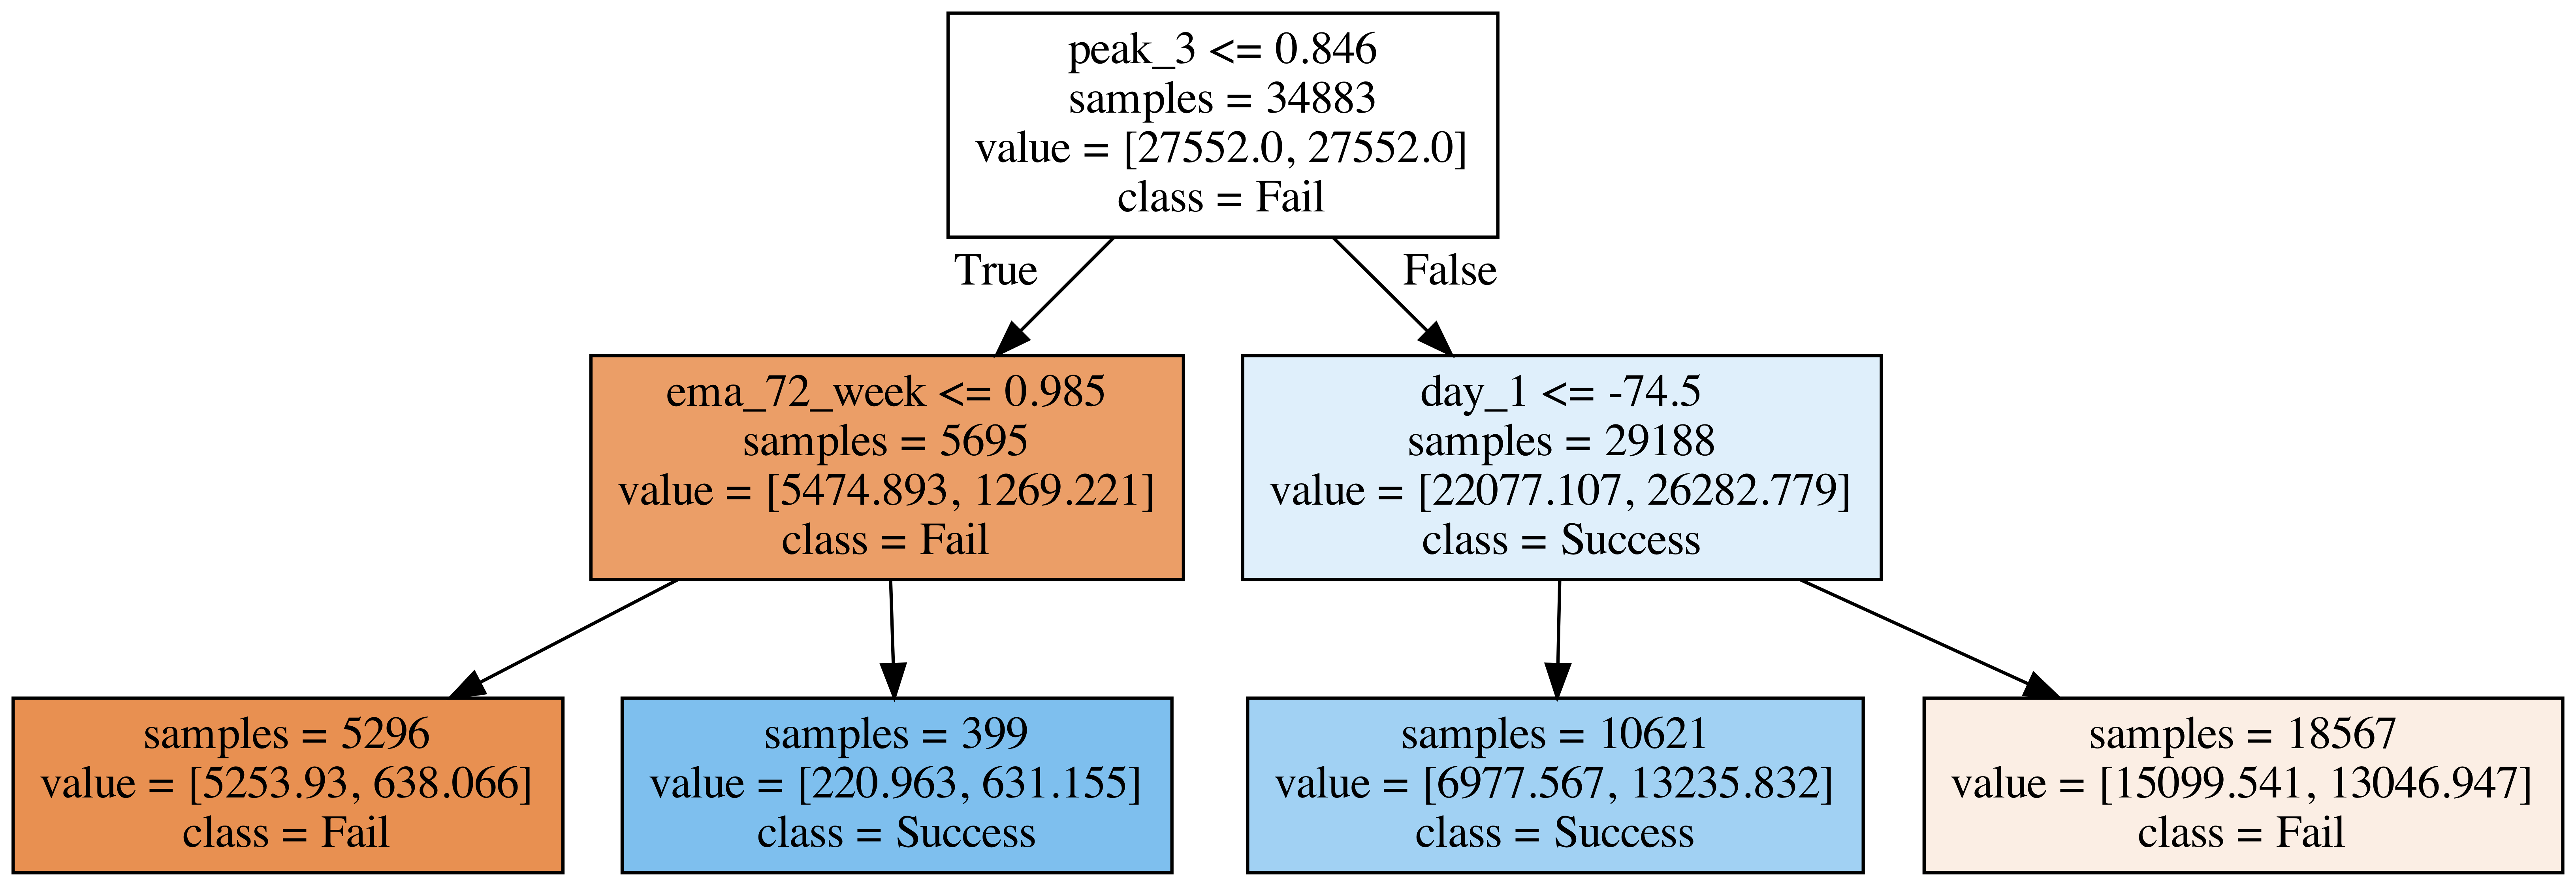 peak_3 <= 0.846
samples = 34883
value = [27552.0, 27552.0]
class = Fail
True
False
ema_72_week <= 0.985
samples = 5695
value = [5474.893, 1269.221]
class = Fail
day_1 <= -74.5
samples = 29188
value = [22077.107, 26282.779]
class = Success
samples = 5296
value = [5253.93, 638.066]
class = Fail
samples = 399
value = [220.963, 631.155]
class = Success
samples = 10621
value = [6977.567, 13235.832]
class = Success
samples = 18567
value = [15099.541, 13046.947]
class = Fail